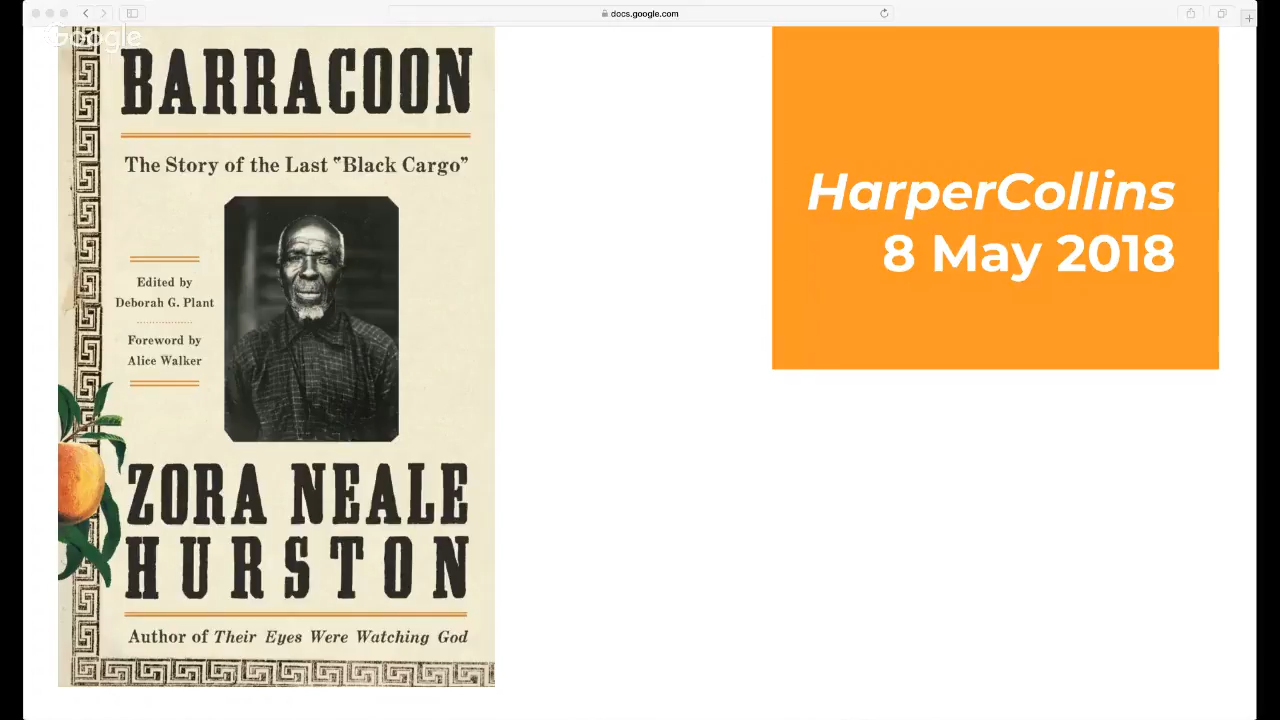 docs.google.com
Google
BARRACOON
The Story of the Last "Black Cargo"
Edited by
Deborah G. Plant
Foreword by
Alice Walker
ZORA NEALE
HURSTON
Author of Their Eyes Were Watching God
HarperCollins
8 May 2018